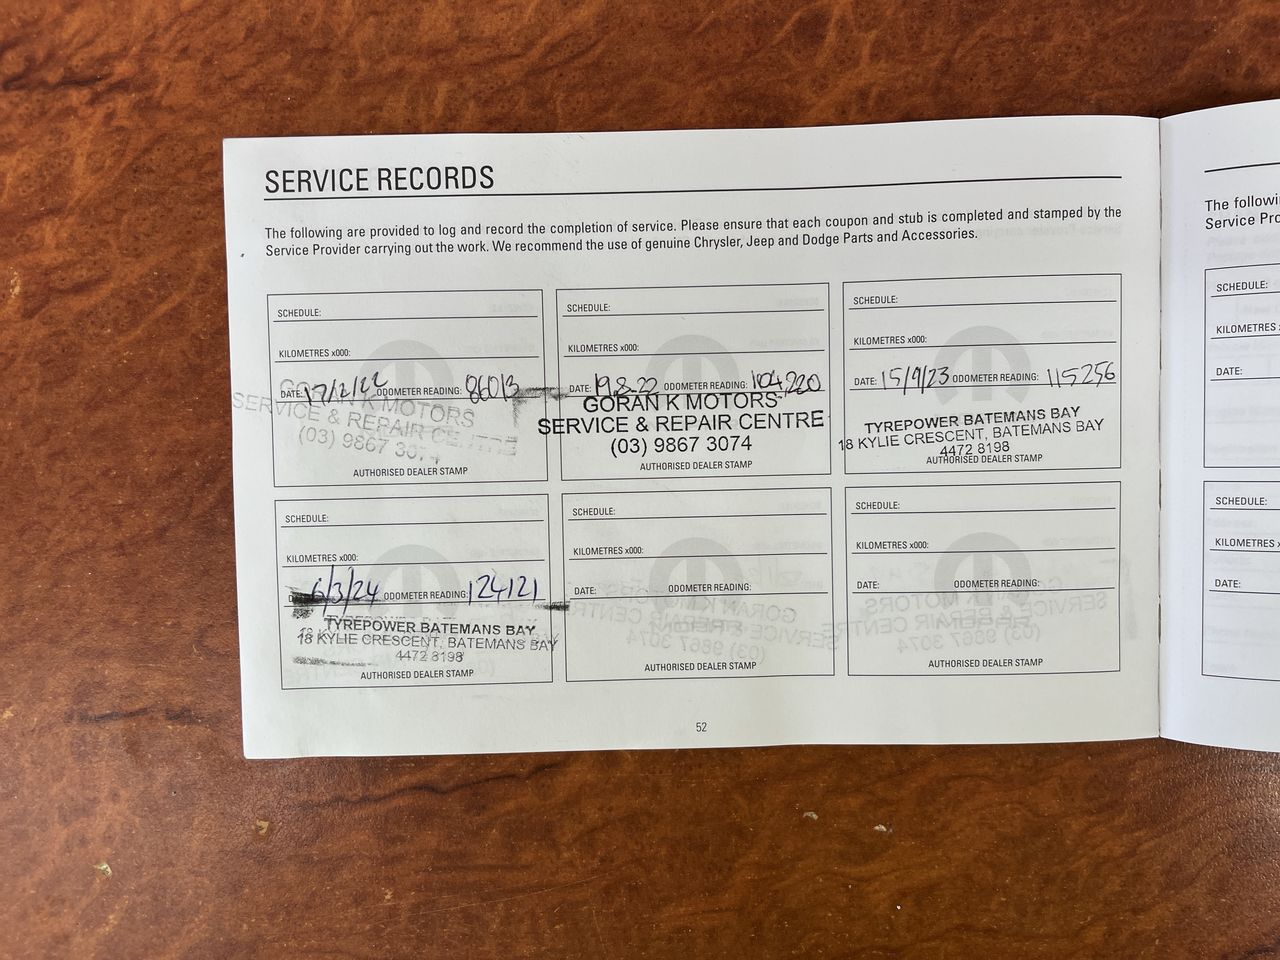 SERVICE RECORDS
The following are provided to log and record the completion of service. Please ensure that each coupon and stub is completed and stamped by the
Service Provider carrying out the work. We recommend the use of genuine Chrysler, Jeep and Dodge Parts and Accessories.
SCHEDULE:
KILOMETRES x000:
DATE: 17/2/22 ODOMETER READING: 86013
GORAN K MOTORS
SERVICE & REPAIR CENTRE
(03) 9867 3074
AUTHORISED DEALER STAMP
SCHEDULE:
KILOMETRES x000:
DATE: 19.8.22 ODOMETER READING: 104,220
GORAN K MOTORS
SERVICE & REPAIR CENTRE
(03) 9867 3074
AUTHORISED DEALER STAMP
SCHEDULE:
KILOMETRES x000:
DATE: 15/9/23 ODOMETER READING: 115256
TYREPOWER BATEMANS BAY
18 KYLIE CRESCENT, BATEMANS BAY
4472 8198
AUTHORISED DEALER STAMP
SCHEDULE:
KILOMETRES x000:
6/3/24 ODOMETER READING: 124121
TYREPOWER BATEMANS BAY
18 KYLIE CRESCENT, BATEMANS BAY
4472 8198
AUTHORISED DEALER STAMP
SCHEDULE:
KILOMETRES x000:
DATE: ODOMETER READING:
AUTHORISED DEALER STAMP
SCHEDULE:
KILOMETRES x000:
DATE: ODOMETER READING:
AUTHORISED DEALER STAMP
52
The
Service
SCHEDULE:
KILOMETRES
DATE:
SCHEDULE:
KILOMETRES
DATE: